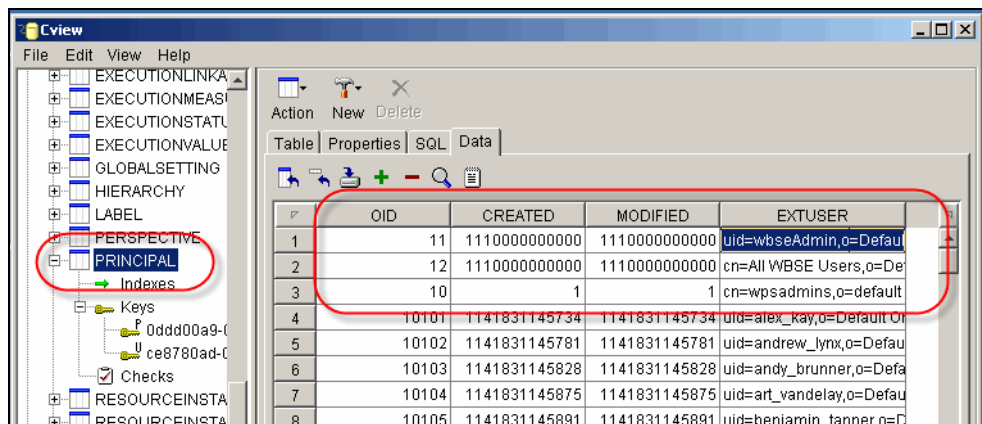 Cview
File Edit View Help
EXECUTIONLINKA
EXECUTIONMEASU
EXECUTIONSTATU
EXECUTIONVALUE
GLOBALSETTING
HIERARCHY
LABEL
PERSPECTIVE
PRINCIPAL
Indexes
Keys
P 0ddd00a9-0
U ce8780ad-0
Checks
RESOURCEINSTA
RESOURCEINSTA
Action New Delete
Table Properties SQL Data
OID CREATED MODIFIED EXTUSER
1 11 1110000000000 1110000000000 uid=wbseAdmin,o=Defaul
2 12 1110000000000 1110000000000 cn=All WBSE Users,o=De
3 10 1 1 cn=wpsadmins,o=default
4 10101 1141831145734 1141831145734 uid=alex_kay,o=Default Or
5 10102 1141831145781 1141831145781 uid=andrew_lynx,o=Defau
6 10103 1141831145828 1141831145828 uid=andy_brunner,o=Defa
7 10104 1141831145875 1141831145875 uid=art_vandelay,o=Defau
8 10105 1141831145891 1141831145891 uid=benjamin_tanner,o=D